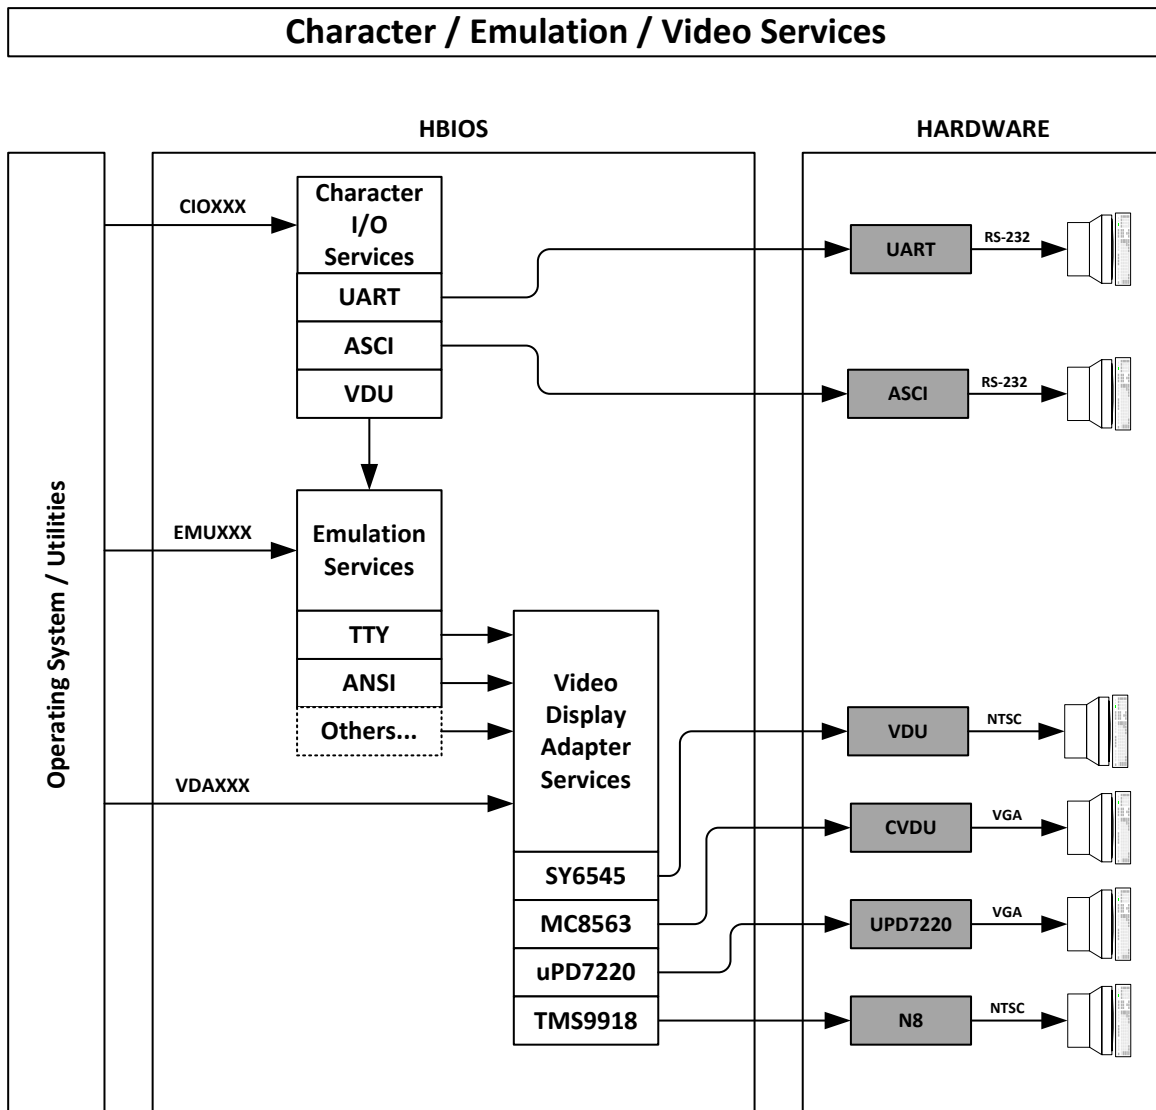 Character / Emulation / Video Services
HBIOS
HARDWARE
Operating System / Utilities
CIOXXX
Character
I/O
Services
UART
ASCI
VDU
UART
RS-232
ASCI
RS-232
EMUXXX
Emulation
Services
TTY
ANSI
Others...
VDAXXX
Video
Display
Adapter
Services
SY6545
MC8563
uPD7220
TMS9918
VDU
NTSC
CVDU
VGA
UPD7220
VGA
N8
NTSC